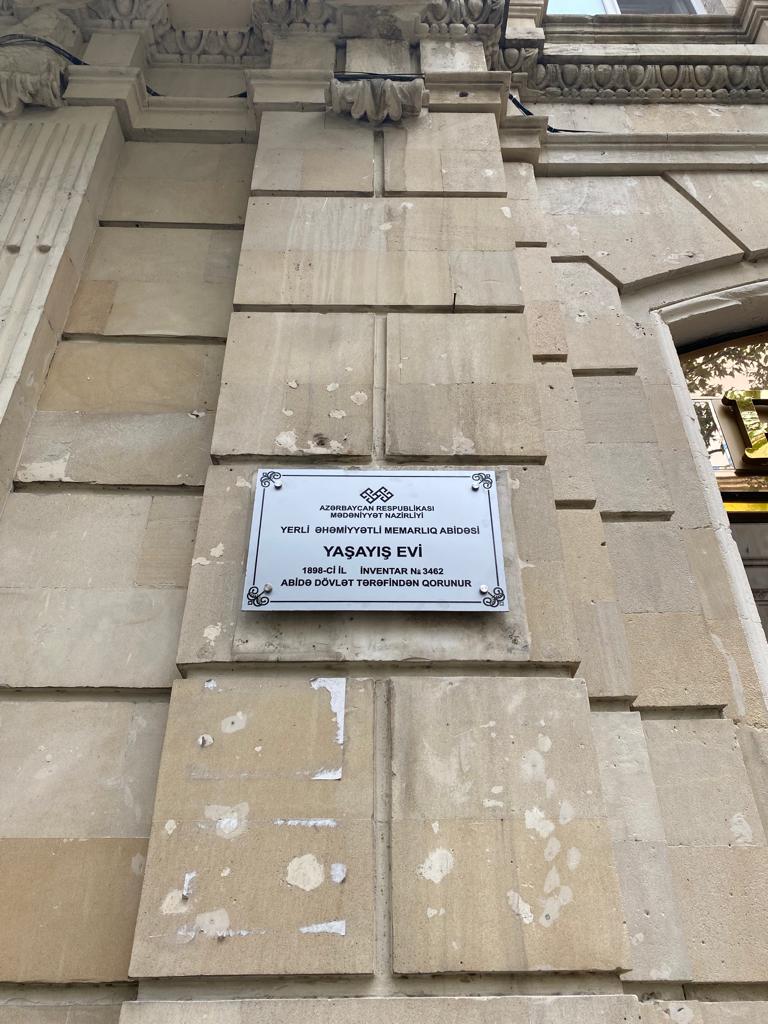 AZƏRBAYCAN RESPUBLİKASI
MƏDƏNİYYƏT NAZİRLİYİ
YERLİ ƏHƏMİYYƏTLİ MEMARLIQ ABİDƏSİ
YAŞAYIŞ EVİ
1898-Cİ İL İNVENTAR № 3462
ABİDƏ DÖVLƏT TƏRƏFİNDƏN QORUNUR